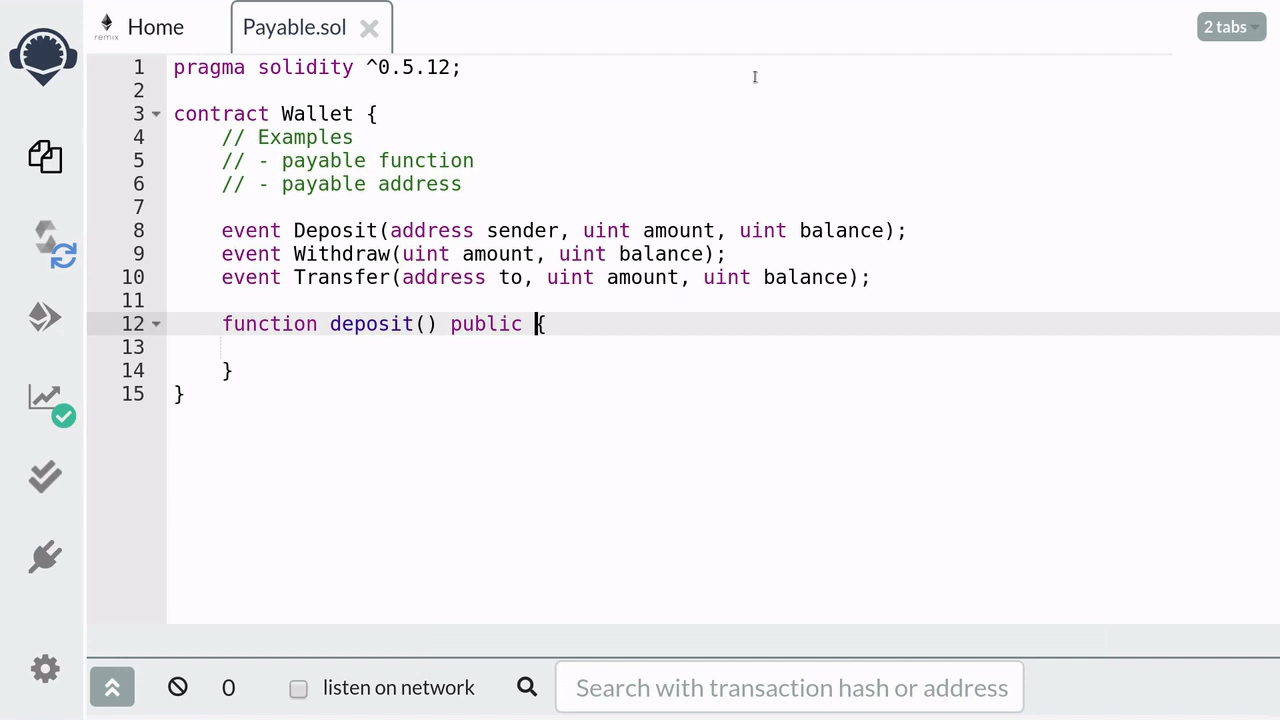 remix Home Payable.sol 2 tabs
1 pragma solidity ^0.5.12;
2
3 contract Wallet {
4 // Examples
5 // - payable function
6 // - payable address
7
8 event Deposit(address sender, uint amount, uint balance);
9 event Withdraw(uint amount, uint balance);
10 event Transfer(address to, uint amount, uint balance);
11
12 function deposit() public {
13
14 }
15 }
0 listen on network Search with transaction hash or address